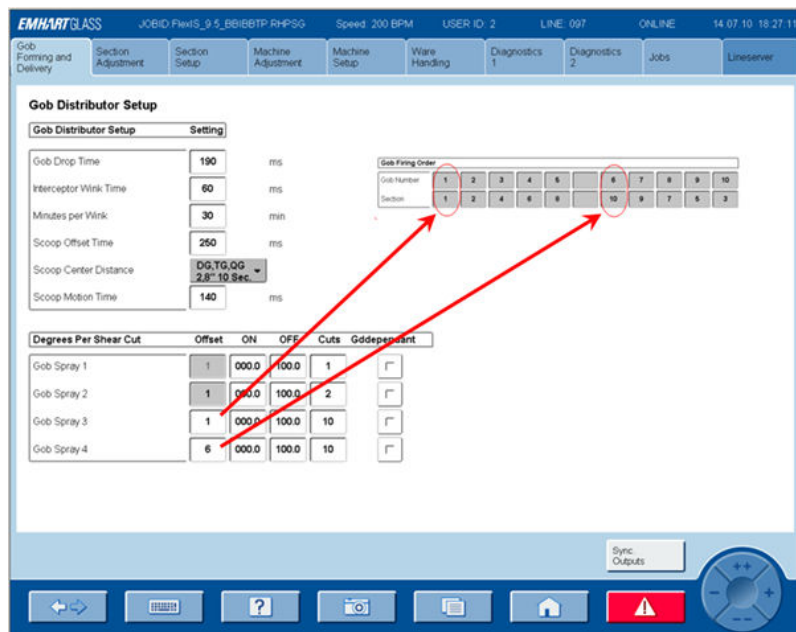 EMHART GLASS JOBID:FlexIS_9.5_BBIBBTP.RHPSG Speed: 200 BPM USER ID: 2 LINE: 097 ONLINE 14.07.10 18:27:11
Gob Forming and Delivery
Section Adjustment
Section Setup
Machine Adjustment
Machine Setup
Ware Handling
Diagnostics 1
Diagnostics 2
Jobs
Lineserver
Gob Distributor Setup
Gob Distributor Setup Setting
Gob Drop Time 190 ms
Interceptor Wink Time 60 ms
Minutes per Wink 30 min
Scoop Offset Time 250 ms
Scoop Center Distance DG,TG,QG 2,8" 10 Sec.
Scoop Motion Time 140 ms
Gob Firing Order
Gob Number 1 2 3 4 5 6 7 8 9 10
Section 1 2 4 6 8 10 9 7 5 3
Degrees Per Shear Cut Offset ON OFF Cuts Gddependant
Gob Spray 1 1 000.0 100.0 1
Gob Spray 2 1 000.0 100.0 2
Gob Spray 3 1 000.0 100.0 10
Gob Spray 4 6 000.0 100.0 10
Sync. Outputs